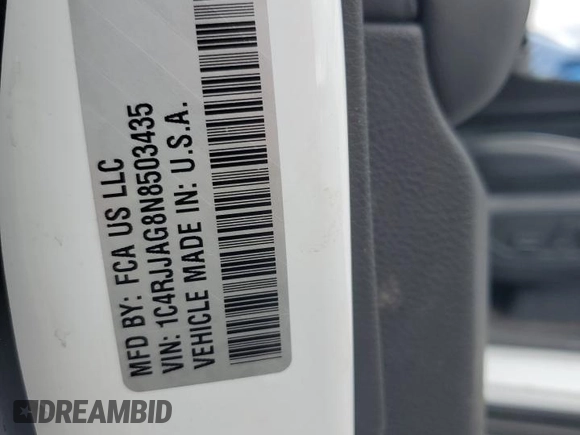 MFD BY: FCA US LLC
VIN: 1C4RJJAG8N8503435
VEHICLE MADE IN: U.S.A.
DREAMBID